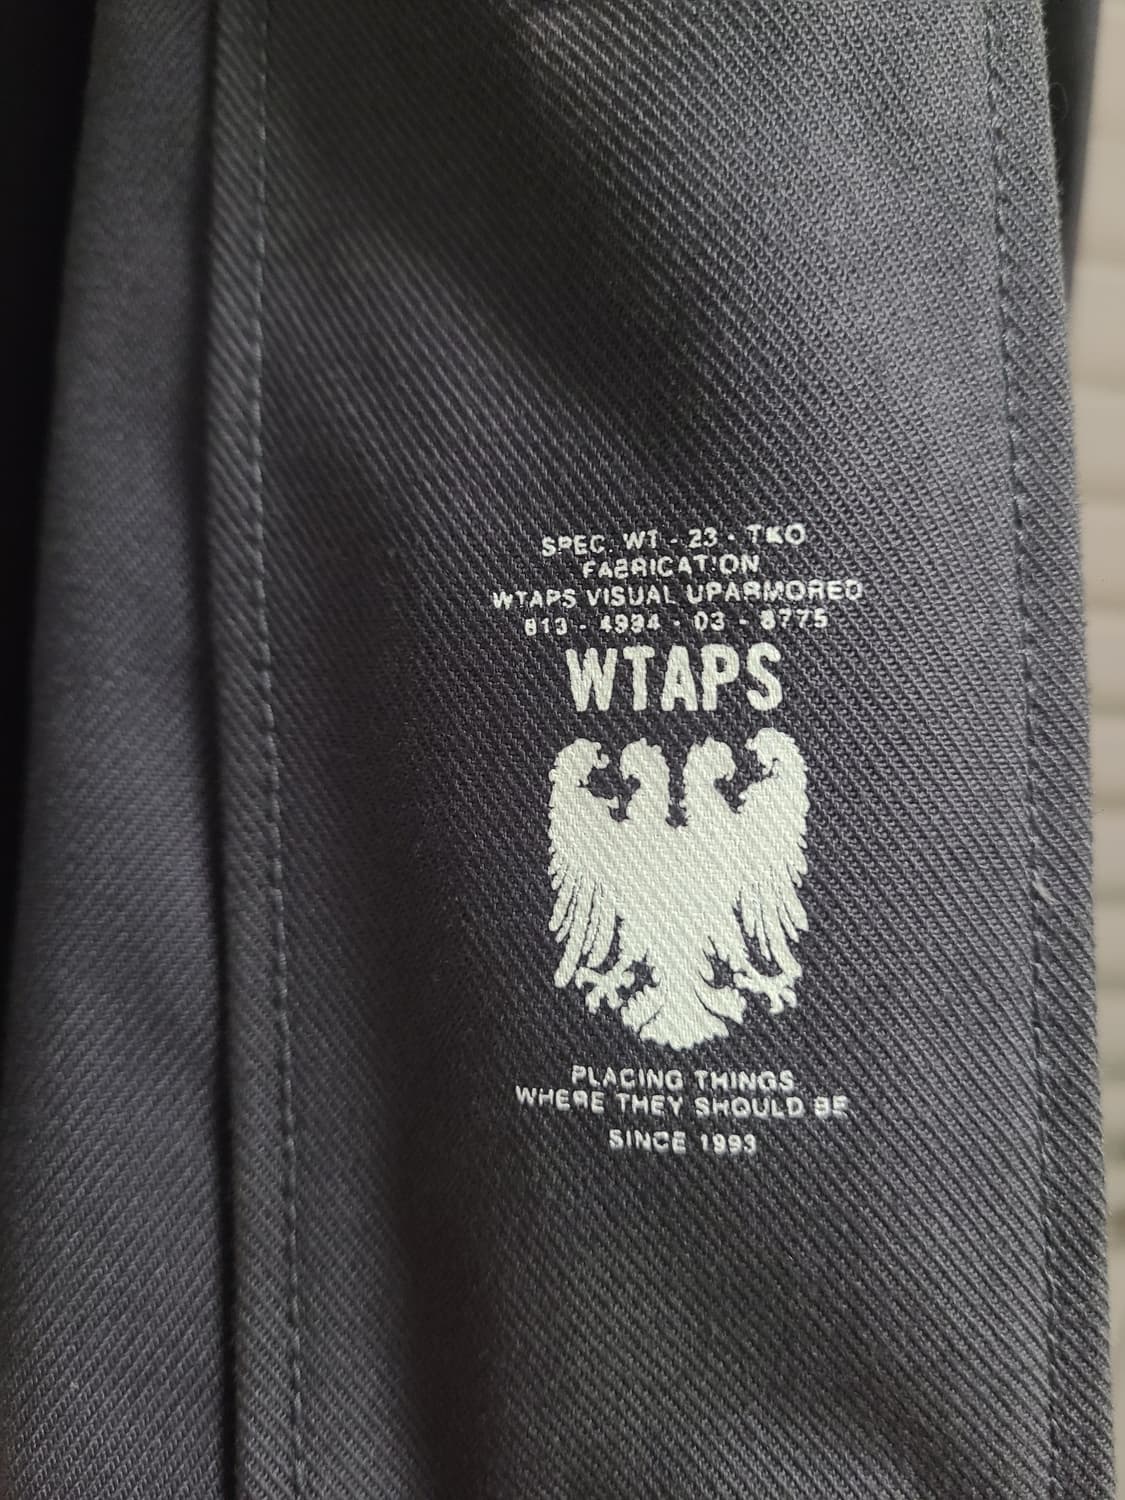 SPEC. WT - 23 - TKO
FABRICATION
WTAPS VISUAL UPARMORED
813 - 4994 - 03 - 8775
WTAPS
PLACING THINGS
WHERE THEY SHOULD BE
SINCE 1993